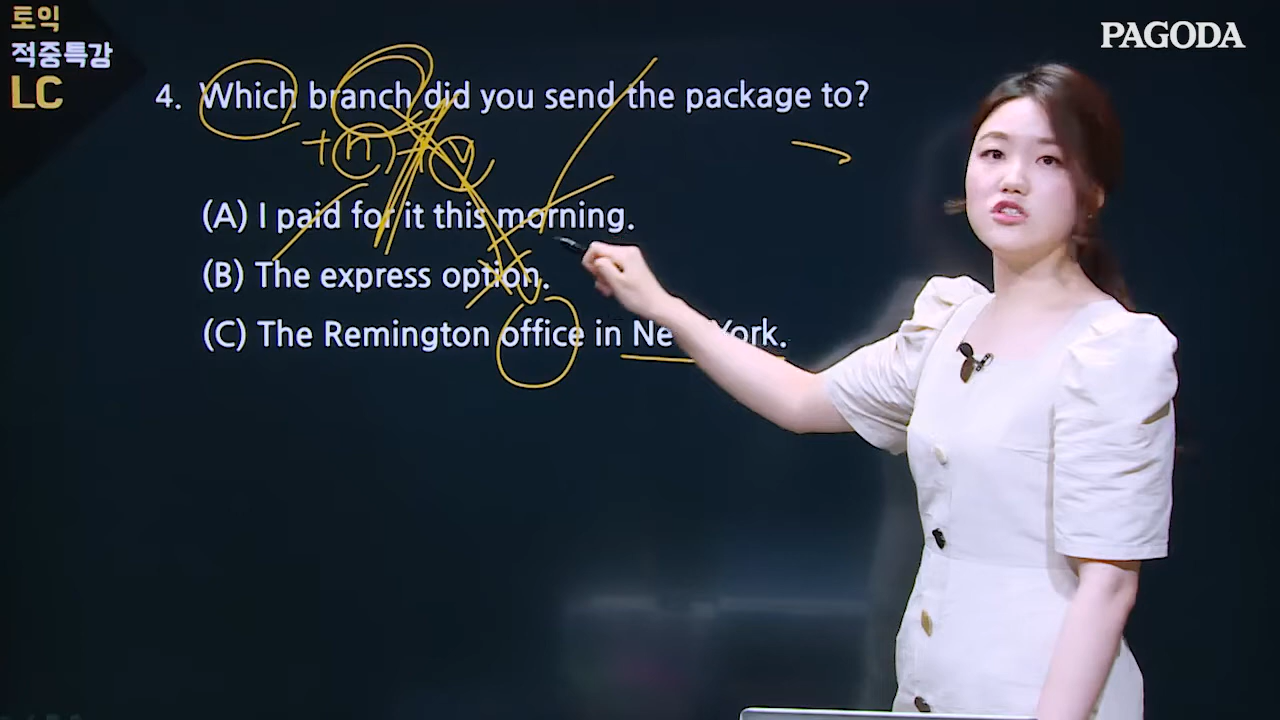 토익
적중특강
LC
PAGODA
4. Which branch did you send the package to?
+ n + v
(A) I paid for it this morning.
(B) The express option.
(C) The Remington office in New York.